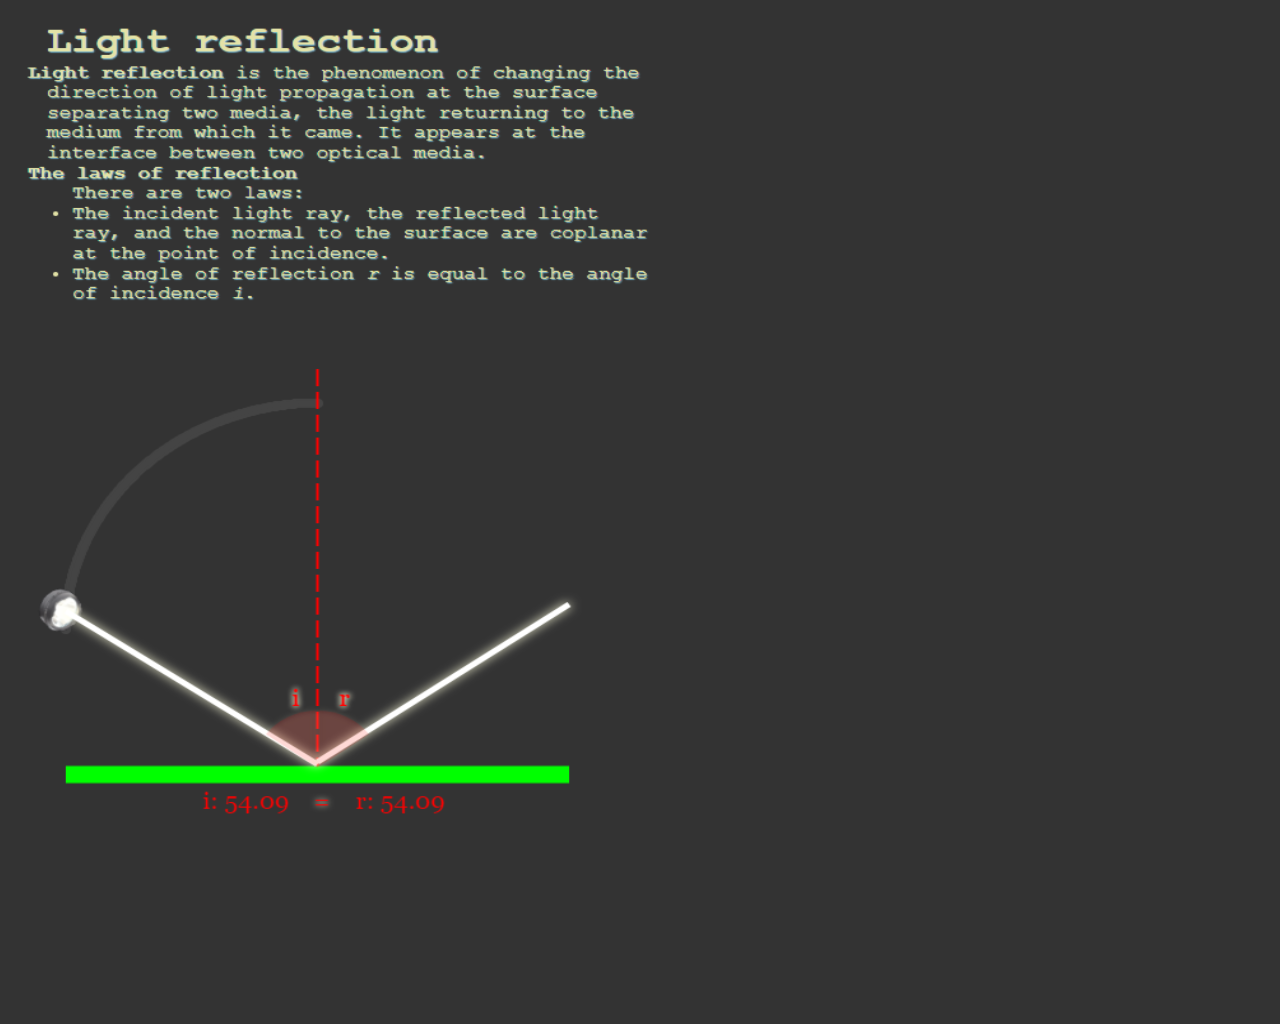 Light reflection
Light reflection is the phenomenon of changing the
direction of light propagation at the surface
separating two media, the light returning to the
medium from which it came. It appears at the
interface between two optical media.
The laws of reflection
There are two laws:
• The incident light ray, the reflected light
ray, and the normal to the surface are coplanar
at the point of incidence.
• The angle of reflection r is equal to the angle
of incidence i.
i r
i: 54.09 = r: 54.09